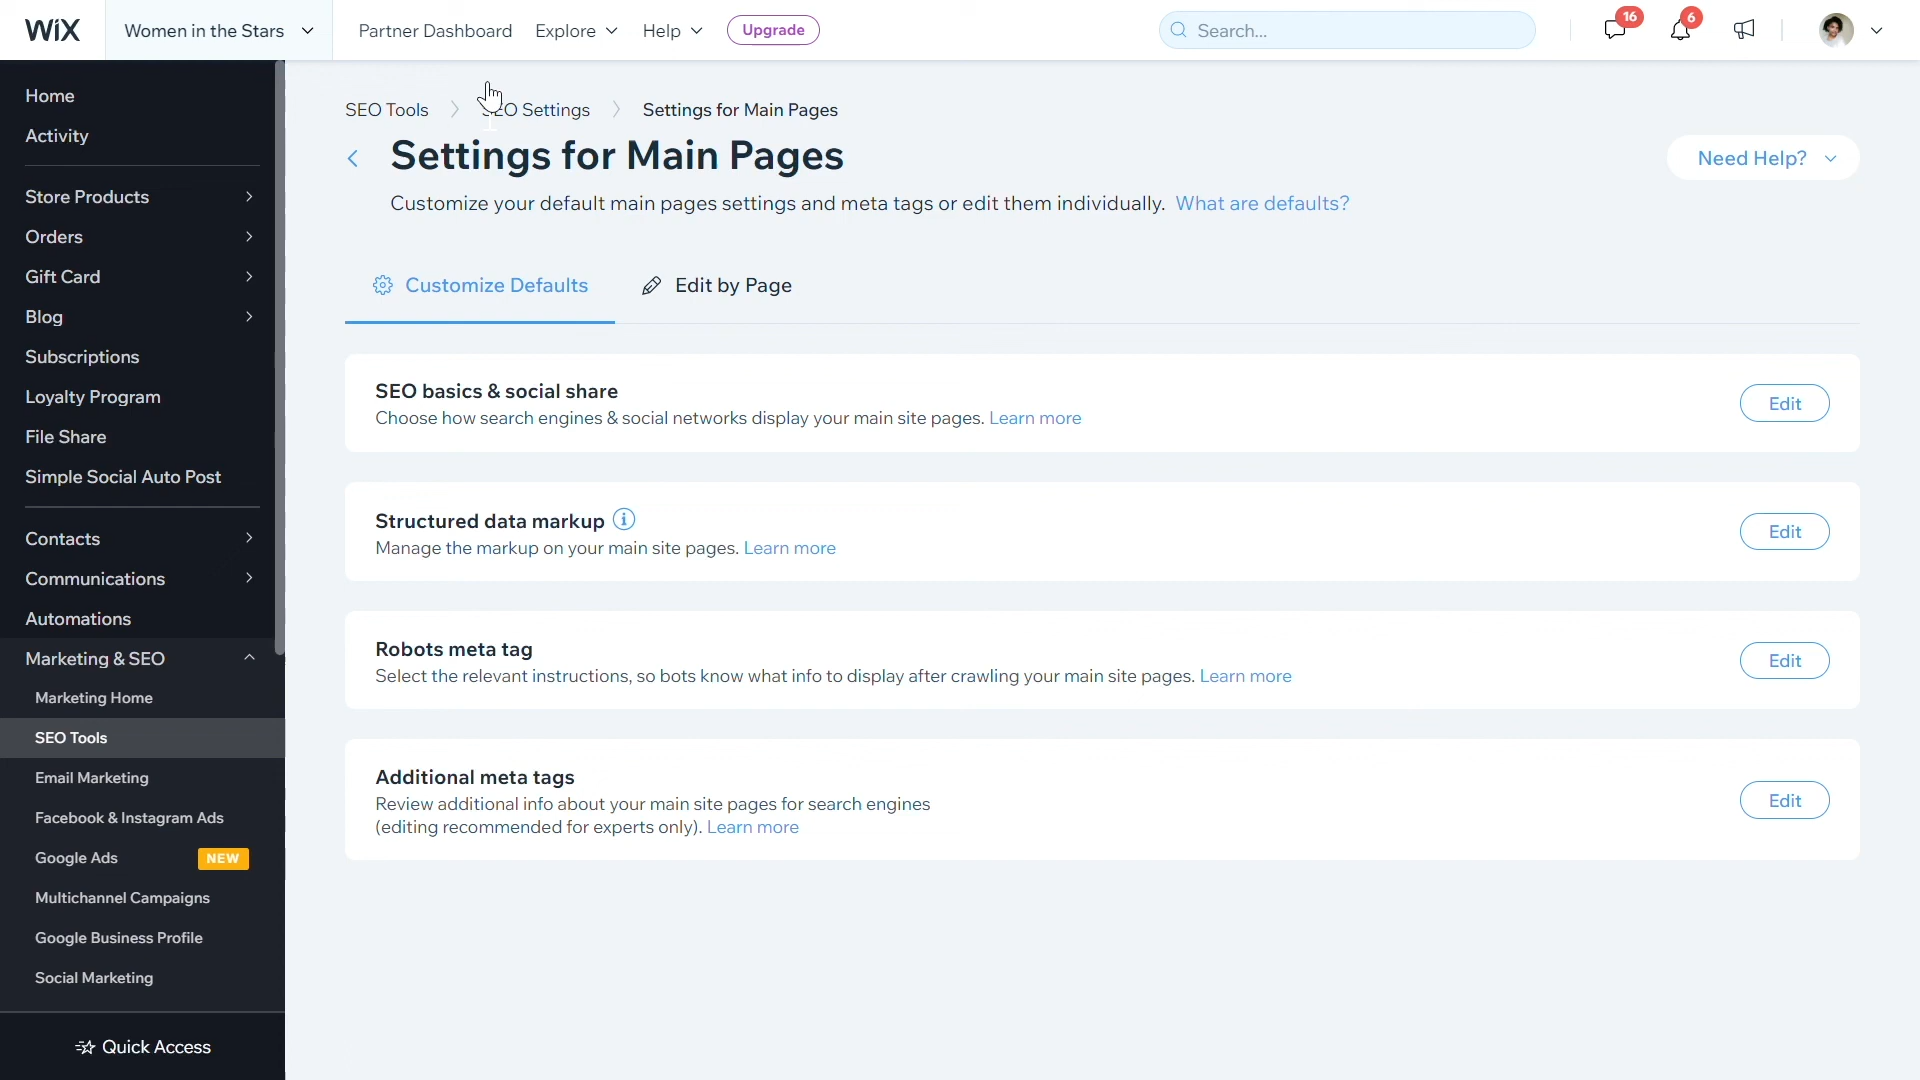 WiX
Women in the Stars
Partner Dashboard
Explore
Help
Upgrade
Search...
16
6
Home
Activity
Store Products
Orders
Gift Card
Blog
Subscriptions
Loyalty Program
File Share
Simple Social Auto Post
Contacts
Communications
Automations
Marketing & SEO
Marketing Home
SEO Tools
Email Marketing
Facebook & Instagram Ads
Google Ads NEW
Multichannel Campaigns
Google Business Profile
Social Marketing
Quick Access
SEO Tools > SEO Settings > Settings for Main Pages
Settings for Main Pages
Need Help?
Customize your default main pages settings and meta tags or edit them individually. What are defaults?
Customize Defaults
Edit by Page
SEO basics & social share
Choose how search engines & social networks display your main site pages. Learn more
Edit
Structured data markup
Manage the markup on your main site pages. Learn more
Edit
Robots meta tag
Select the relevant instructions, so bots know what info to display after crawling your main site pages. Learn more
Edit
Additional meta tags
Review additional info about your main site pages for search engines
(editing recommended for experts only). Learn more
Edit